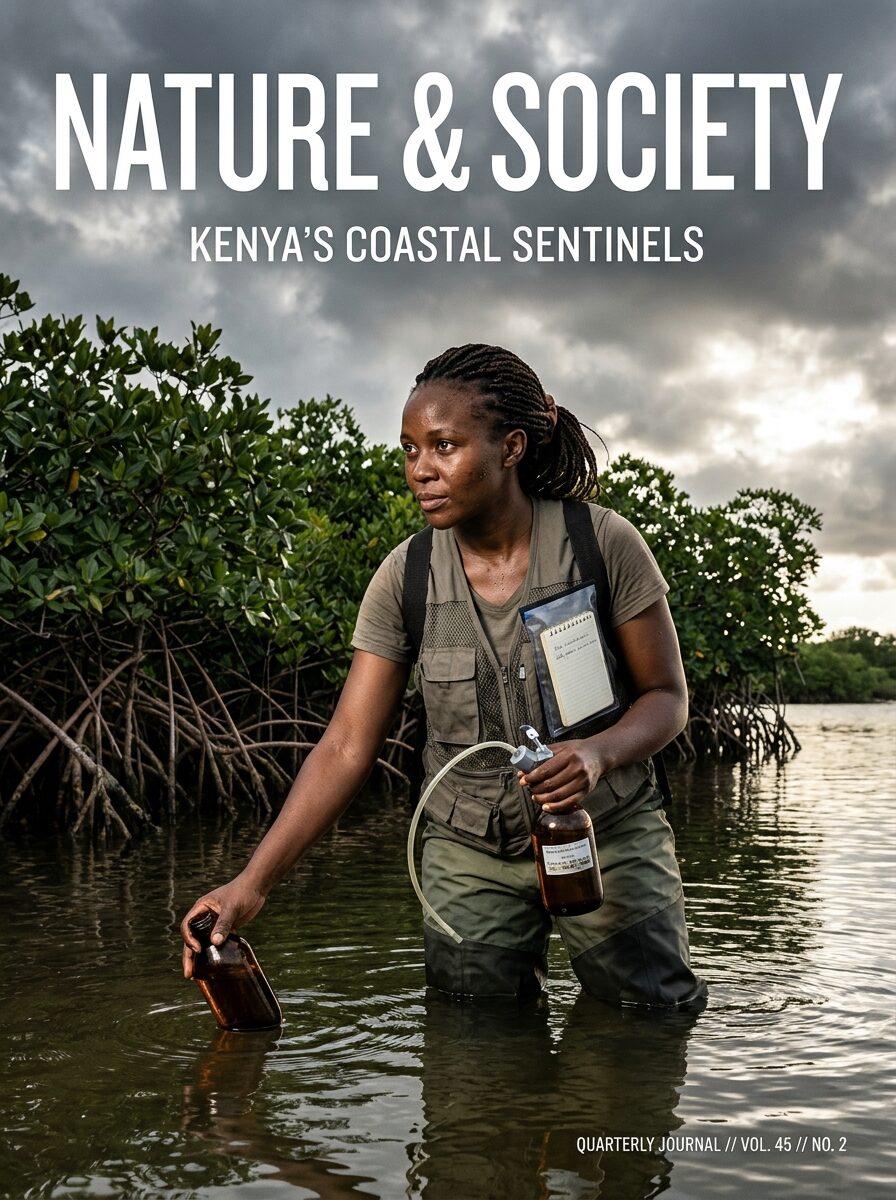 NATURE & SOCIETY
KENYA'S COASTAL SENTINELS
QUARTERLY JOURNAL // VOL. 45 // NO. 2